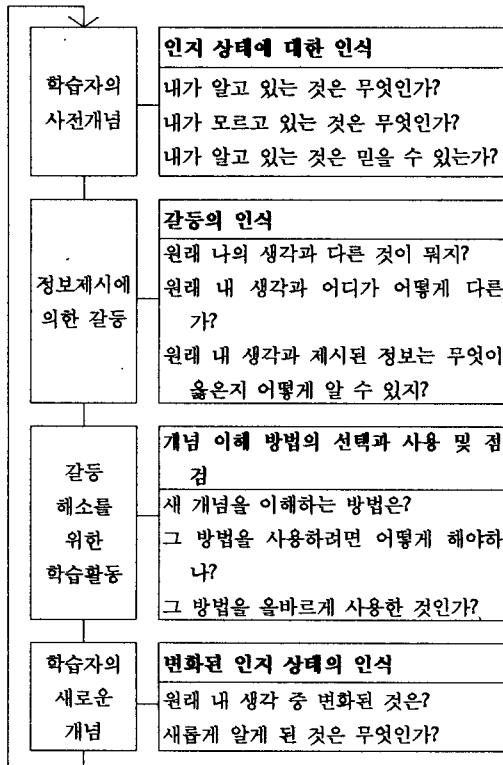 학습자의
사전개념
인지 상태에 대한 인식
내가 알고 있는 것은 무엇인가?
내가 모르고 있는 것은 무엇인가?
내가 알고 있는 것은 믿을 수 있는가?
정보제시에
의한 갈등
갈등의 인식
원래 나의 생각과 다른 것이 뭐지?
원래 내 생각과 어디가 어떻게 다른
가?
원래 내 생각과 제시된 정보는 무엇이
옳은지 어떻게 알 수 있지?
갈등
해소를
위한
학습활동
개념 이해 방법의 선택과 사용 및 점
검
새 개념을 이해하는 방법은?
그 방법을 사용하려면 어떻게 해야하
나?
그 방법을 올바르게 사용한 것인가?
학습자의
새로운
개념
변화된 인지 상태의 인식
원래 내 생각 중 변화된 것은?
새롭게 알게 된 것은 무엇인가?